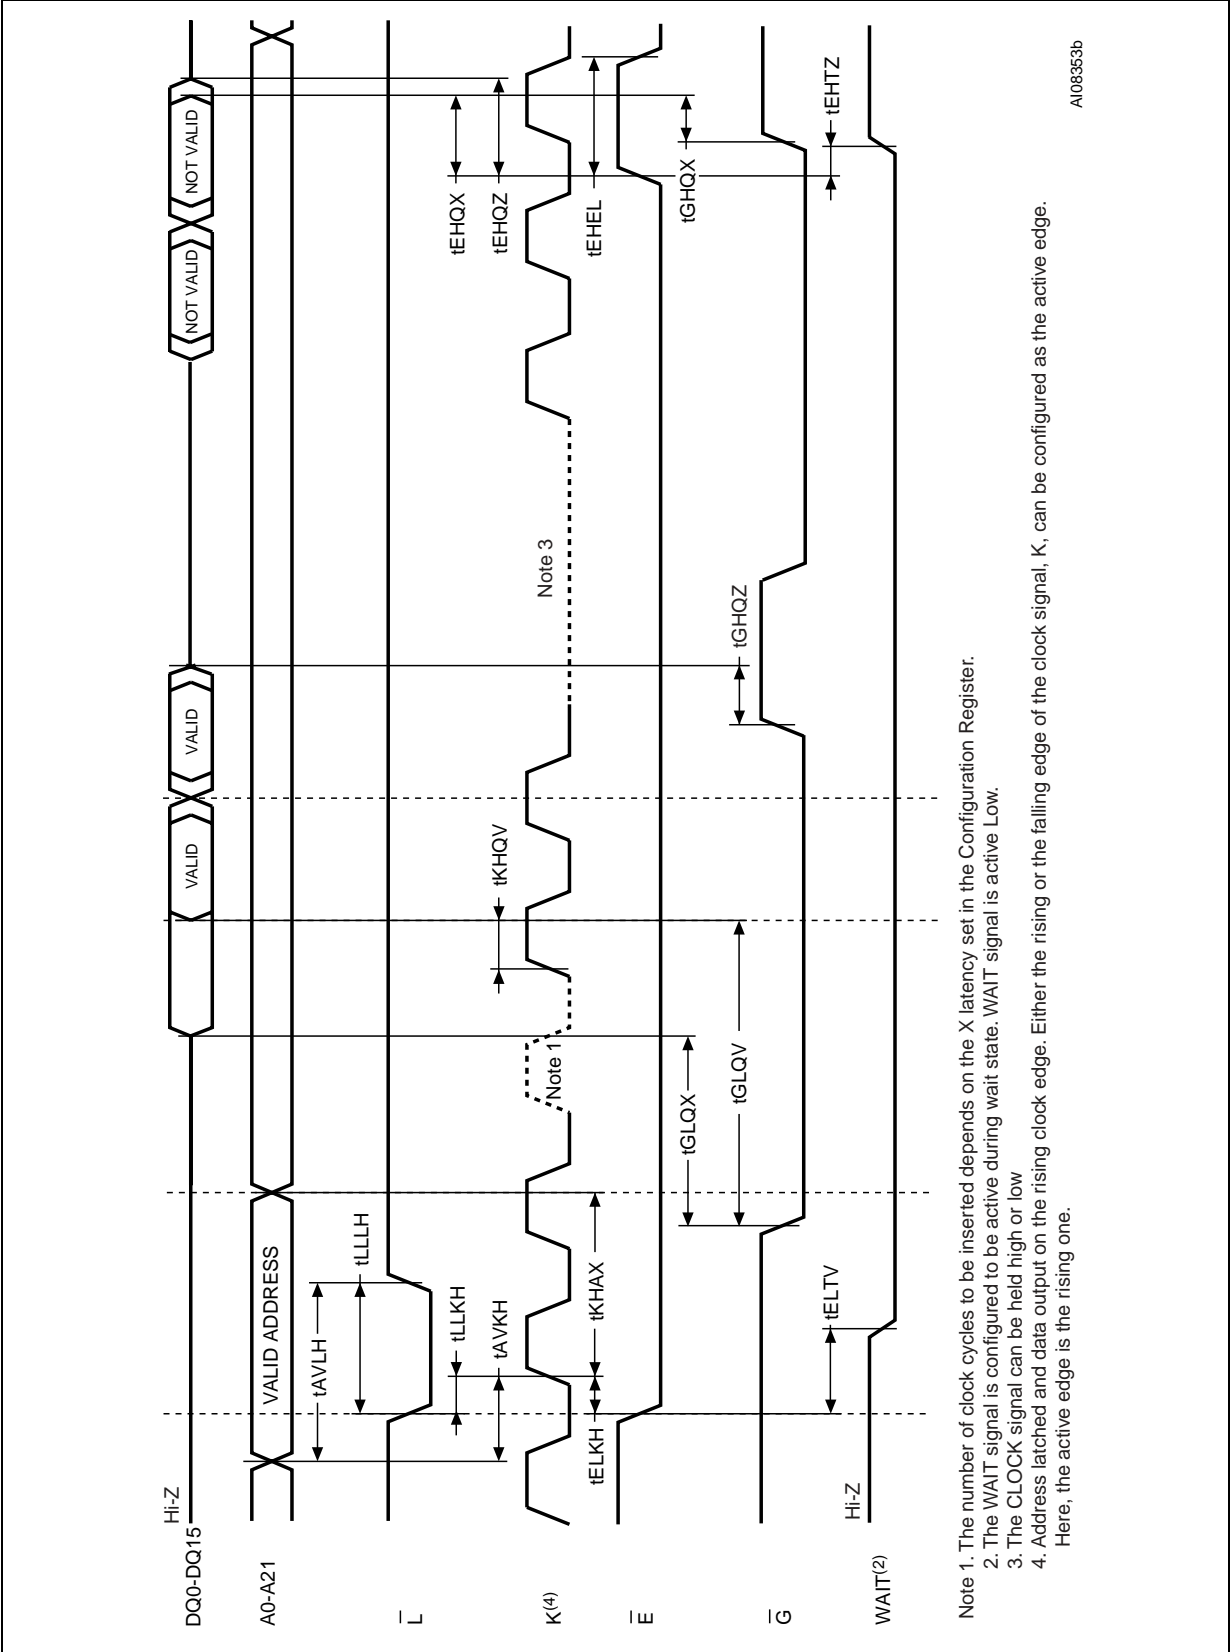 DQ0-DQ15
Hi-Z
VALID
VALID
NOT VALID
NOT VALID
A0-A21
VALID ADDRESS
tAVLH
tLLLH
L
tLLKH
tAVKH
tKHQV
tEHQX
tEHQZ
K(4)
Note 1
Note 3
tELKH
tKHAX
tEHEL
E
tGLQX
tGHQX
tGLQV
tGHQZ
G
tELTV
tEHTZ
Hi-Z
WAIT(2)
Note 1. The number of clock cycles to be inserted depends on the X latency set in the Configuration Register.
2. The WAIT signal is configured to be active during wait state. WAIT signal is active Low.
3. The CLOCK signal can be held high or low
4. Address latched and data output on the rising clock edge. Either the rising or the falling edge of the clock signal, K, can be configured as the active edge.
Here, the active edge is the rising one.
AI08353b